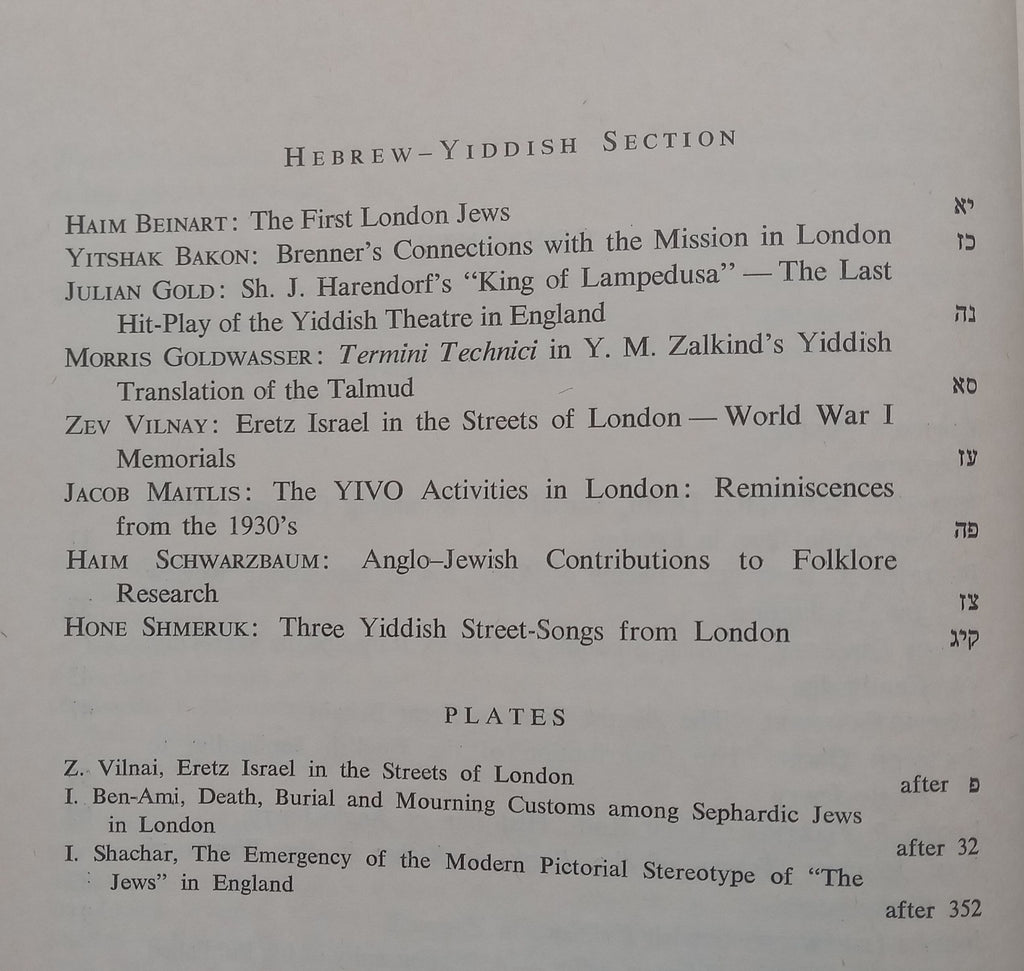 HEBREW–YIDDISH SECTION
HAIM BEINART: The First London Jews יא
YITSHAK BAKON: Brenner's Connections with the Mission in London כז
JULIAN GOLD: Sh. J. Harendorf's “King of Lampedusa” — The Last
Hit-Play of the Yiddish Theatre in England נה
MORRIS GOLDWASSER: Termini Technici in Y. M. Zalkind's Yiddish
Translation of the Talmud סא
ZEV VILNAY: Eretz Israel in the Streets of London — World War I
Memorials עז
JACOB MAITLIS: The YIVO Activities in London: Reminiscences
from the 1930's פה
HAIM SCHWARZBAUM: Anglo–Jewish Contributions to Folklore
Research צז
HONE SHMERUK: Three Yiddish Street-Songs from London קיג
PLATES
Z. Vilnai, Eretz Israel in the Streets of London after פ
I. Ben-Ami, Death, Burial and Mourning Customs among Sephardic Jews
in London after 32
I. Shachar, The Emergency of the Modern Pictorial Stereotype of “The
Jews” in England after 352